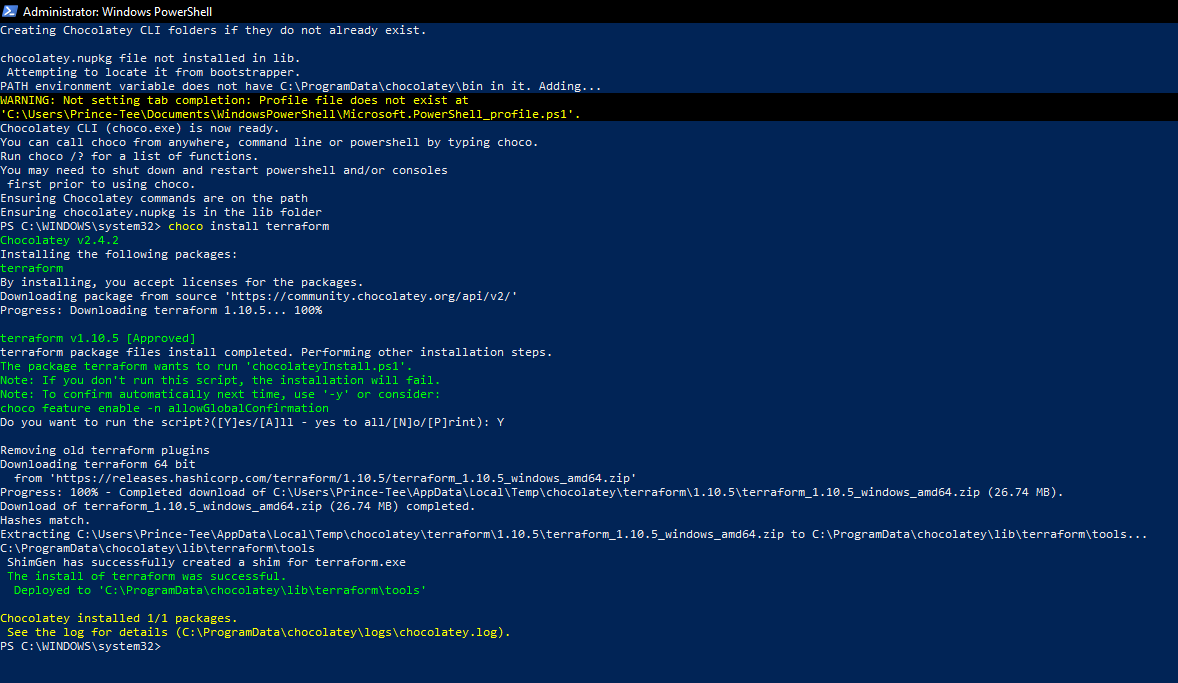 Administrator: Windows PowerShell
Creating Chocolatey CLI folders if they do not already exist.
chocolatey.nupkg file not installed in lib.
 Attempting to locate it from bootstrapper.
PATH environment variable does not have C:\ProgramData\chocolatey\bin in it. Adding...
WARNING: Not setting tab completion: Profile file does not exist at
'C:\Users\Prince-Tee\Documents\WindowsPowerShell\Microsoft.PowerShell_profile.ps1'.
Chocolatey CLI (choco.exe) is now ready.
You can call choco from anywhere, command line or powershell by typing choco.
Run choco /? for a list of functions.
You may need to shut down and restart powershell and/or consoles
 first prior to using choco.
Ensuring Chocolatey commands are on the path
Ensuring chocolatey.nupkg is in the lib folder
PS C:\WINDOWS\system32> choco install terraform
Chocolatey v2.4.2
Installing the following packages:
terraform
By installing, you accept licenses for the packages.
Downloading package from source 'https://community.chocolatey.org/api/v2/'
Progress: Downloading terraform 1.10.5... 100%
terraform v1.10.5 [Approved]
terraform package files install completed. Performing other installation steps.
The package terraform wants to run 'chocolateyInstall.ps1'.
Note: If you don't run this script, the installation will fail.
Note: To confirm automatically next time, use '-y' or consider:
choco feature enable -n allowGlobalConfirmation
Do you want to run the script?([Y]es/[A]ll - yes to all/[N]o/[P]rint): Y
Removing old terraform plugins
Downloading terraform 64 bit
  from 'https://releases.hashicorp.com/terraform/1.10.5/terraform_1.10.5_windows_amd64.zip'
Progress: 100% - Completed download of C:\Users\Prince-Tee\AppData\Local\Temp\chocolatey\terraform\1.10.5\terraform_1.10.5_windows_amd64.zip (26.74 MB).
Download of terraform_1.10.5_windows_amd64.zip (26.74 MB) completed.
Hashes match.
Extracting C:\Users\Prince-Tee\AppData\Local\Temp\chocolatey\terraform\1.10.5\terraform_1.10.5_windows_amd64.zip to C:\ProgramData\chocolatey\lib\terraform\tools...
C:\ProgramData\chocolatey\lib\terraform\tools
 ShimGen has successfully created a shim for terraform.exe
 The install of terraform was successful.
  Deployed to 'C:\ProgramData\chocolatey\lib\terraform\tools'
Chocolatey installed 1/1 packages.
 See the log for details (C:\ProgramData\chocolatey\logs\chocolatey.log).
PS C:\WINDOWS\system32>